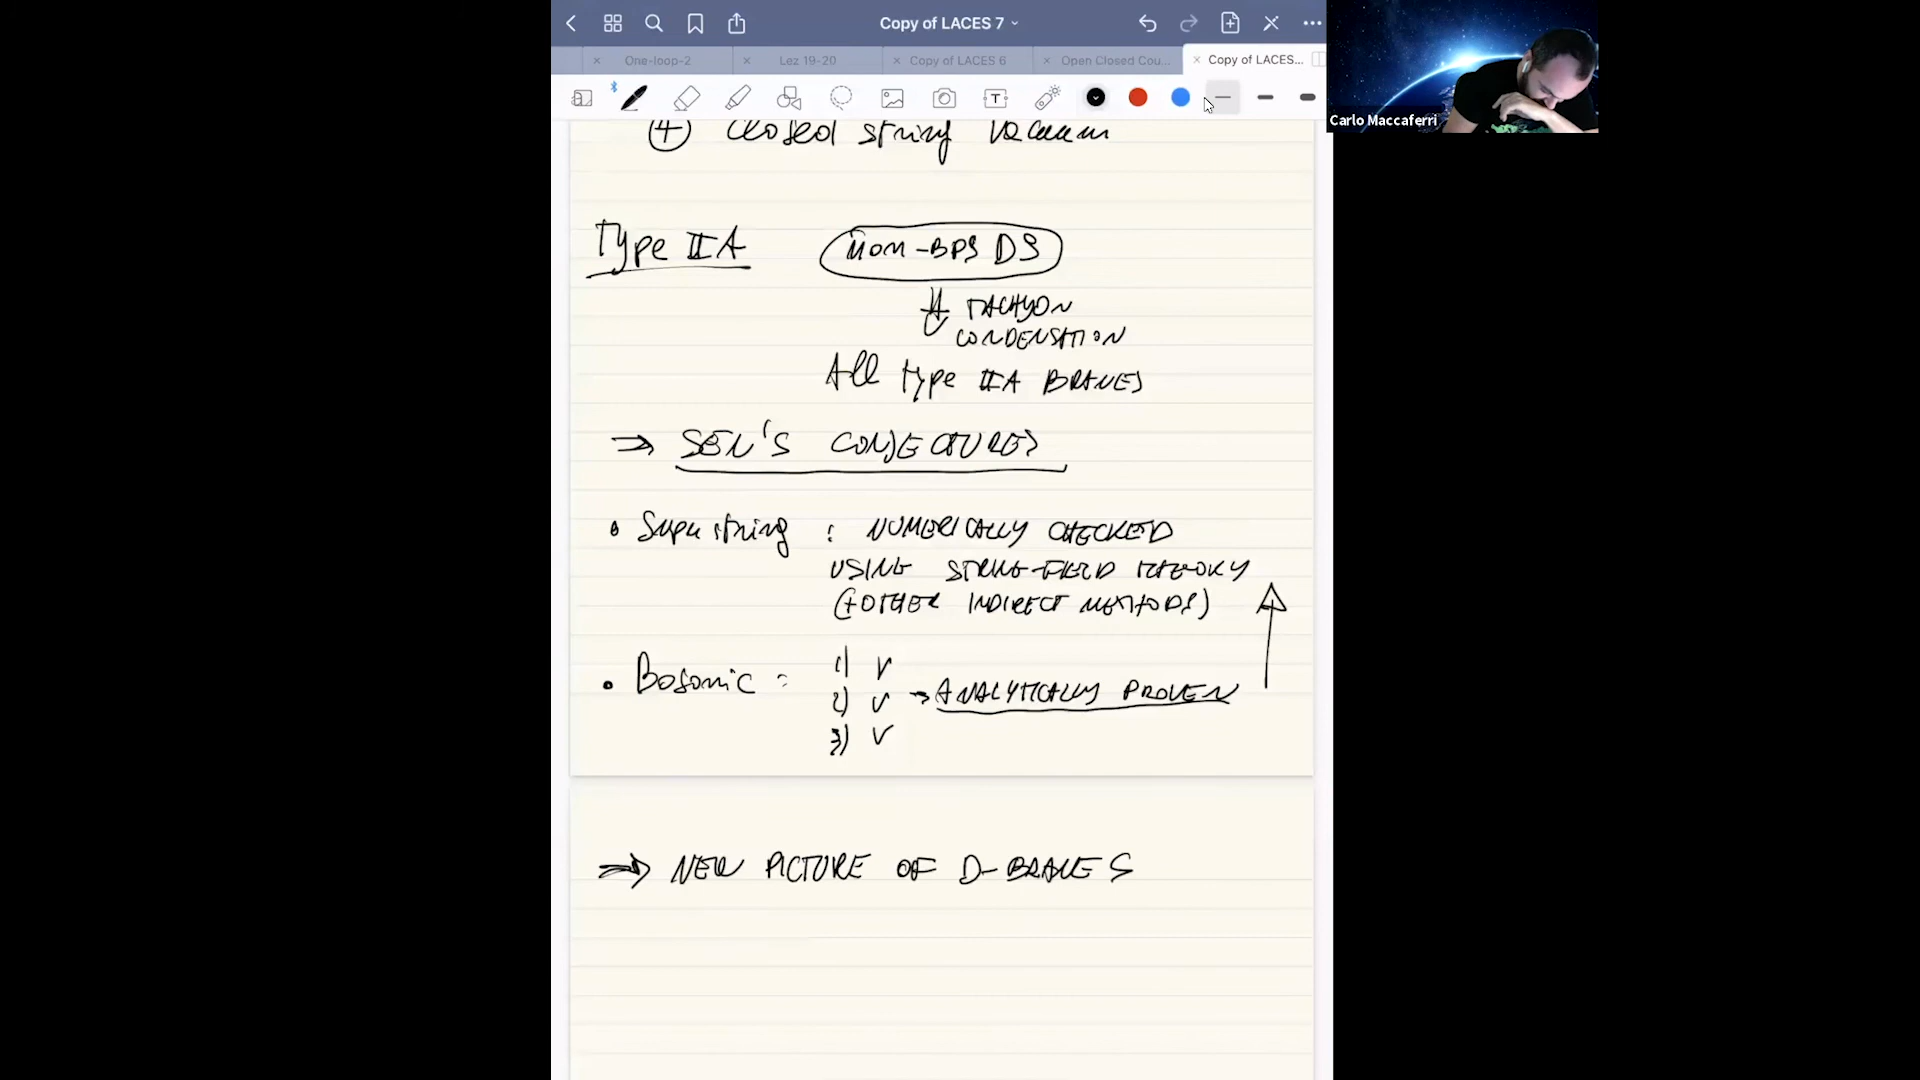 Copy of LACES 7
One-loop-2
Lez 19-20
Copy of LACES 6
Open Closed Cou...
Copy of LACES...
Carlo Maccaferri
④ Closed string vacuum
Type IIA non-BPS D9
TACHYON
CONDENSATION
All type IIA BRANES
⇒ SEN'S CONJECTURES
• Superstring : NUMERICALLY CHECKED
USING STRING-FIELD THEORY
(+OTHER INDIRECT METHODS)
• Bosonic : 1) V
2) V → ANALYTICALLY PROVEN
3) V
⇒ NEW PICTURE OF D-BRANES